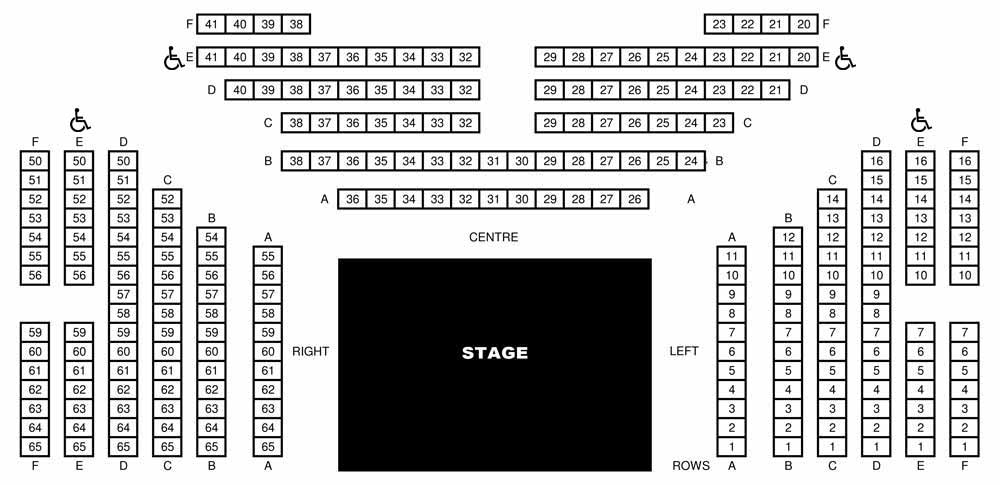 F 41 40 39 38 23 22 21 20 F
E 41 40 39 38 37 36 35 34 33 32 29 28 27 26 25 24 23 22 21 20 E
D 40 39 38 37 36 35 34 33 32 29 28 27 26 25 24 23 22 21 D
C 38 37 36 35 34 33 32 29 28 27 26 25 24 23 C
F E D D E F
50 50 50 B 38 37 36 35 34 33 32 31 30 29 28 27 26 25 24 B 16 16 16
51 51 51 C C 15 15 15
52 52 52 52 A 36 35 34 33 32 31 30 29 28 27 26 A 14 14 14 14
53 53 53 53 B B 13 13 13 13
54 54 54 54 54 A CENTRE A 12 12 12 12 12
55 55 55 55 55 55 11 11 11 11 11 11
56 56 56 56 56 56 10 10 10 10 10 10
57 57 57 57 9 9 9 9
58 58 58 58 8 8 8 8
59 59 59 59 59 59 7 7 7 7 7 7
60 60 60 60 60 60 RIGHT STAGE LEFT 6 6 6 6 6 6
61 61 61 61 61 61 5 5 5 5 5 5
62 62 62 62 62 62 4 4 4 4 4 4
63 63 63 63 63 63 3 3 3 3 3 3
64 64 64 64 64 64 2 2 2 2 2 2
65 65 65 65 65 65 1 1 1 1 1 1
F E D C B A ROWS A B C D E F